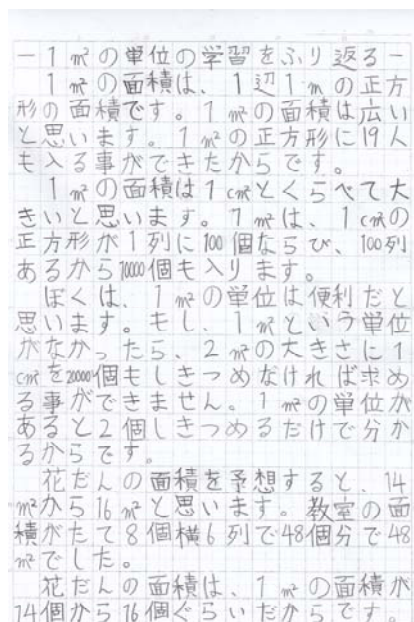 －１㎡の単位の学習をふり返る－
１㎡の面積は、１辺１ｍの正方
形の面積です。１㎡の面積は広い
と思います。１㎡の正方形に19人
も入る事ができたからです。
１㎡の面積は１㎠とくらべて大
きいと思います。１㎡は、１㎠の
正方形が１列に100個ならび、100列
あるから10000個も入ります。
ぼくは、１㎡の単位は便利だと
思います。もし、１㎡という単位
がなかったら、２㎡の大きさに１
㎠を20000個もしきつめなければ求め
る事ができません。１㎡の単位が
あると２個しきつめるだけで分か
るからです。
花だんの面積を予想すると、14
㎡から16㎡と思います。教室の面
積がたて８個横６列で48個分で48
㎡でした。
花だんの面積は、１㎡の面積が
14個から16個ぐらいだからです。